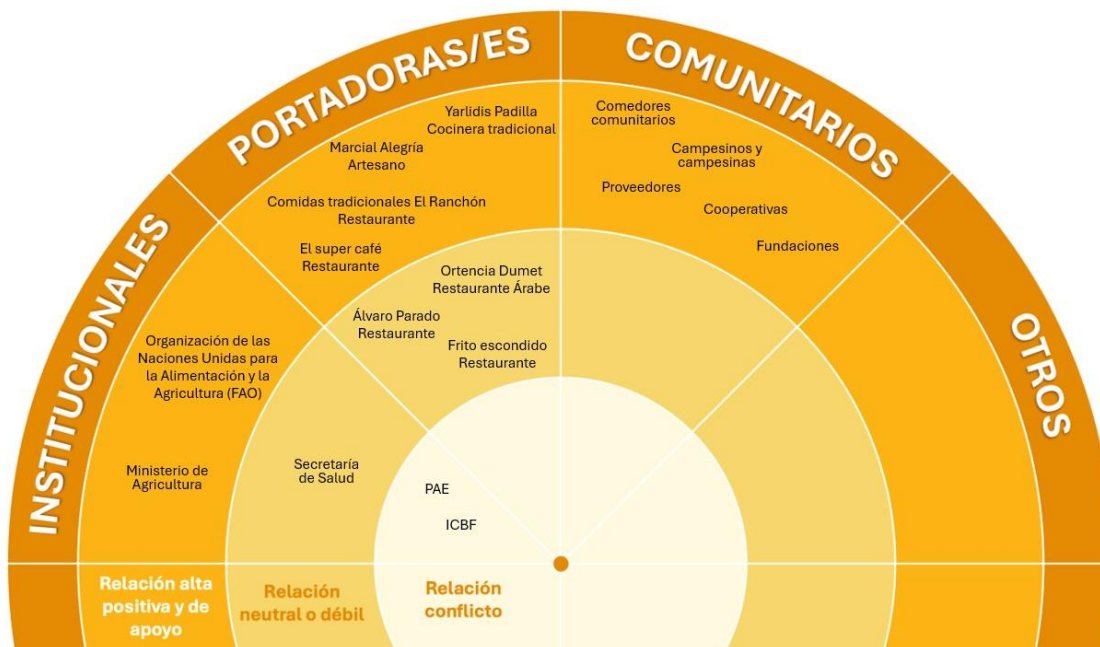 INSTITUCIONALES
PORTADORAS/ES
COMUNITARIOS
OTROS
Yarlidis Padilla
Cocinera tradicional
Marcial Alegría
Artesano
Comidas tradicionales El Ranchón
Restaurante
El super café
Restaurante
Ortencia Dumet
Restaurante Árabe
Álvaro Parado
Restaurante
Frito escondido
Restaurante
Comedores
comunitarios
Campesinos y
campesinas
Proveedores
Cooperativas
Fundaciones
Organización de las
Naciones Unidas para
la Alimentación y la
Agricultura (FAO)
Ministerio de
Agricultura
Secretaría
de Salud
PAE
ICBF
Relación alta
positiva y de
apoyo
Relación
neutral o débil
Relación
conflicto